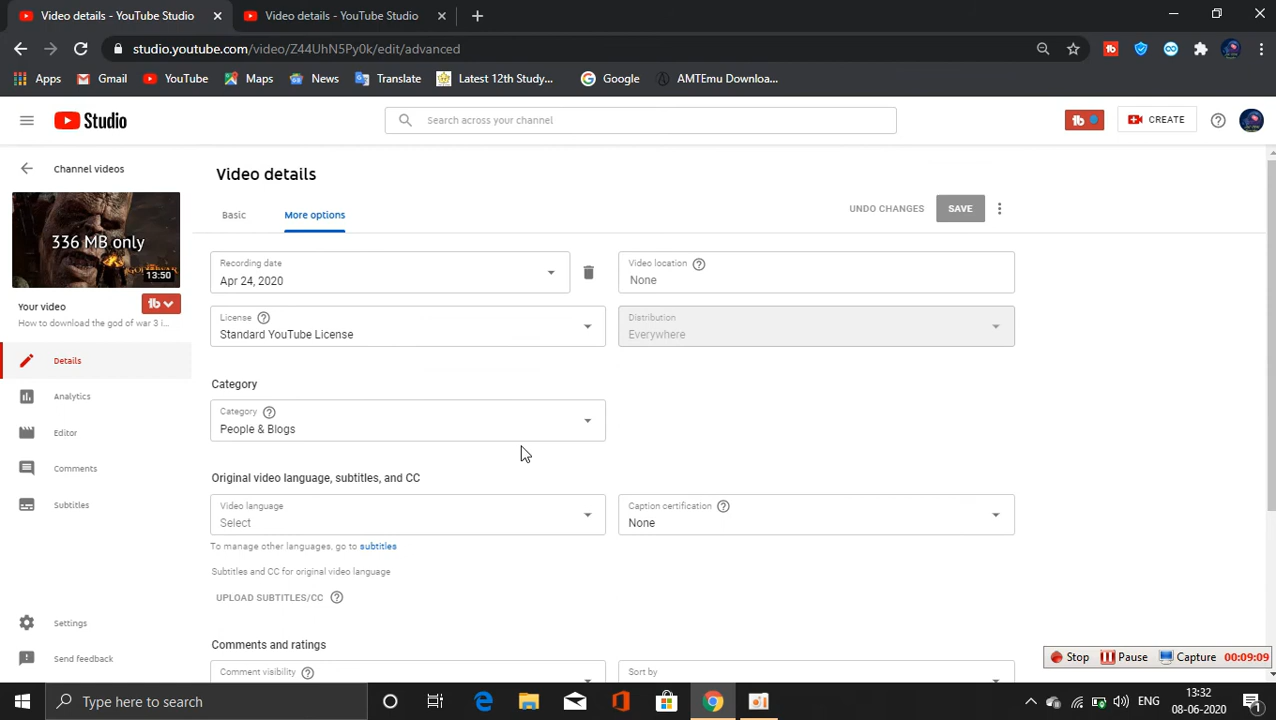 Video details - YouTube Studio
Video details - YouTube Studio
studio.youtube.com/video/Z44UhN5Py0k/edit/advanced
Apps
Gmail
YouTube
Maps
News
Translate
Latest 12th Study...
Google
AMTEmu Downloa...
Studio
Search across your channel
tb
CREATE
Channel videos
Video details
336 MB only
13:50
Basic
More options
UNDO CHANGES
SAVE
Your video
tb
How to download the god of war 3 i...
Details
Analytics
Editor
Comments
Subtitles
Settings
Send feedback
Recording date
Apr 24, 2020
Video location
None
License
Standard YouTube License
Distribution
Everywhere
Category
Category
People & Blogs
Original video language, subtitles, and CC
Video language
Select
Caption certification
None
To manage other languages, go to subtitles
Subtitles and CC for original video language
UPLOAD SUBTITLES/CC
Comments and ratings
Comment visibility
Sort by
Stop
Pause
Capture
00:09:09
Type here to search
ENG
13:32
08-06-2020
1